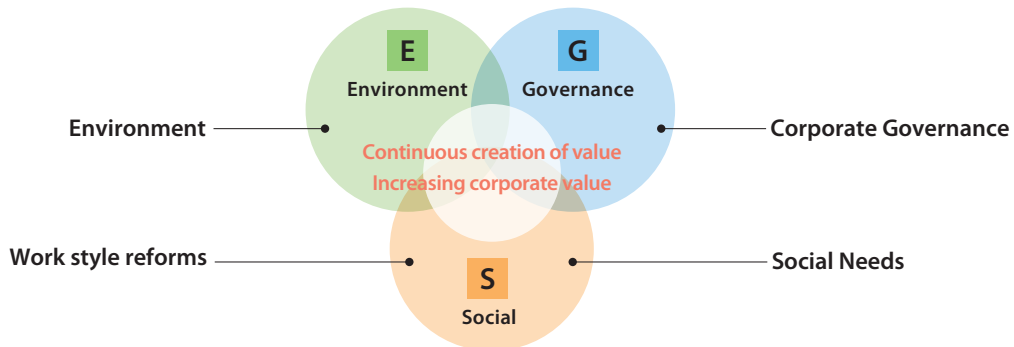 E
Environment
G
Governance
Environment
Corporate Governance
Continuous creation of value
Increasing corporate value
Work style reforms
Social Needs
S
Social